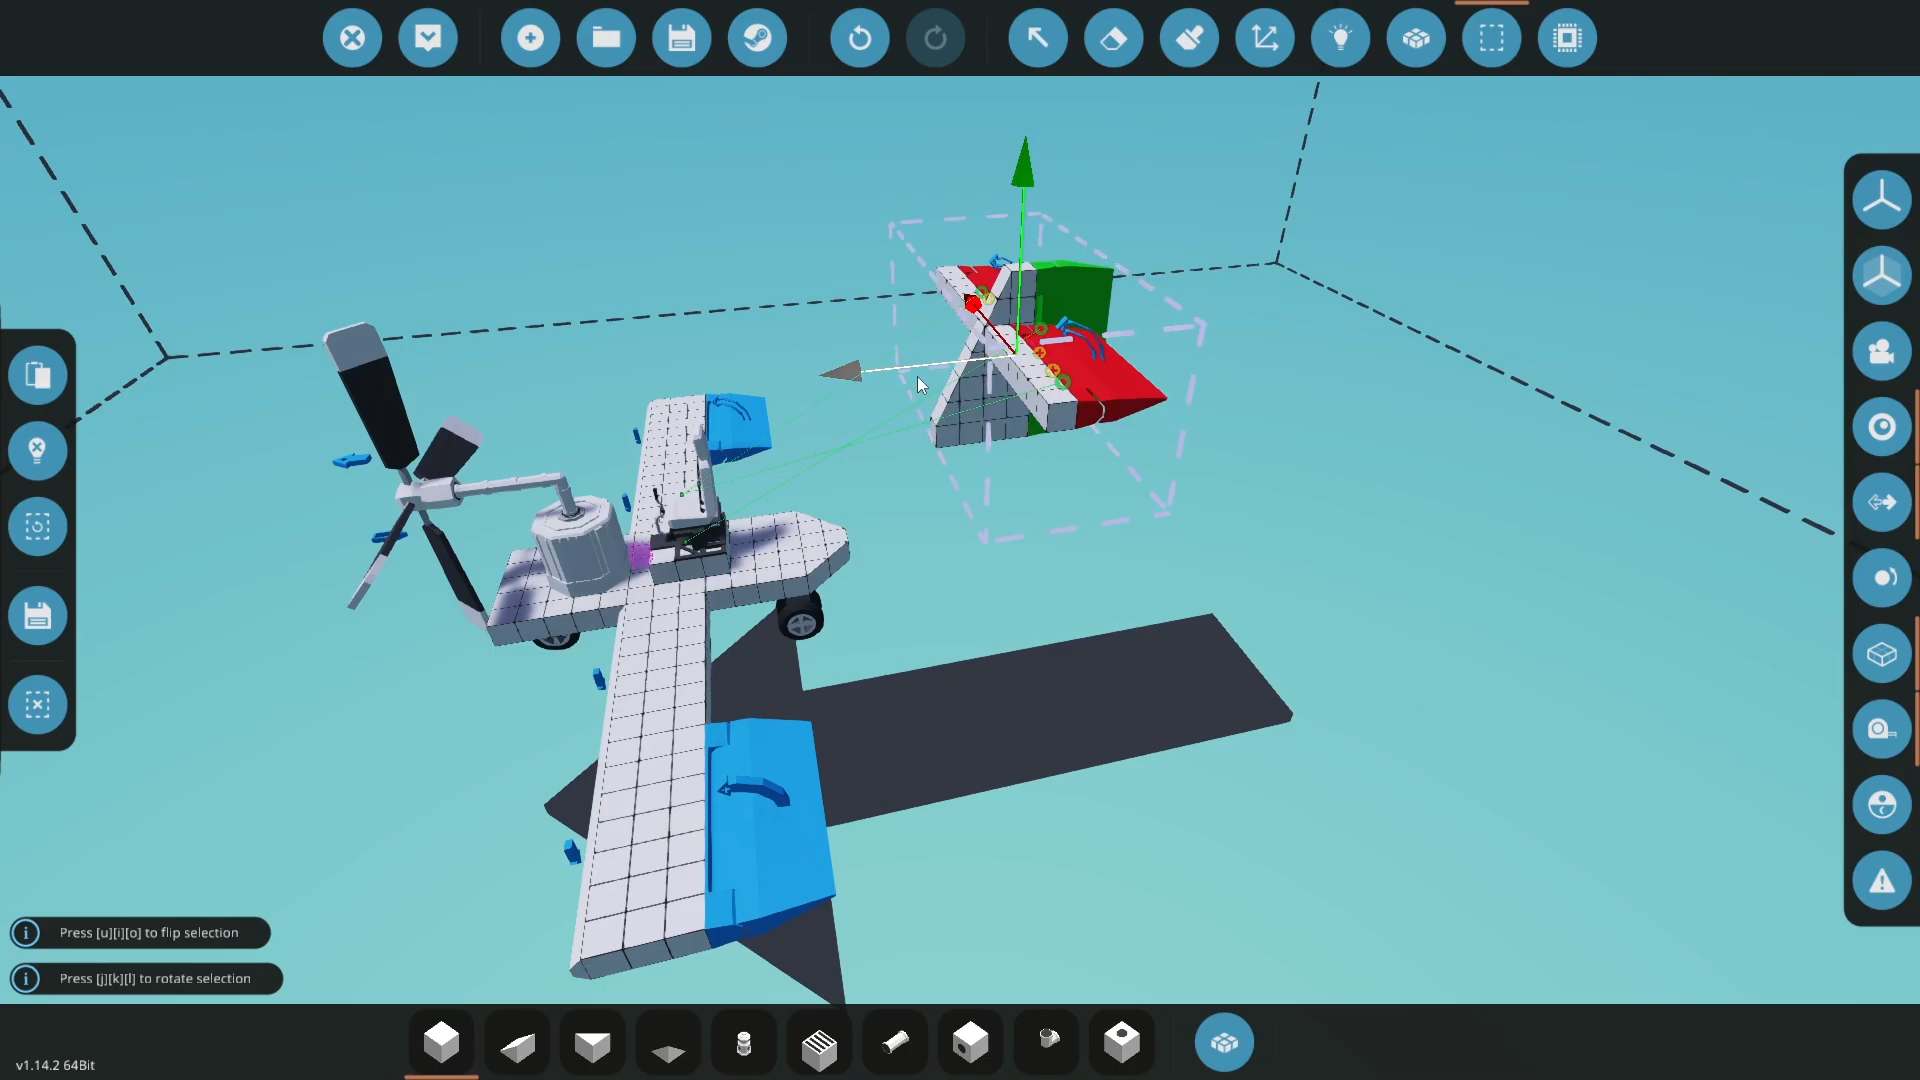 Press [u][i][o] to flip selection
Press [j][k][l] to rotate selection
v1.14.2 64Bit